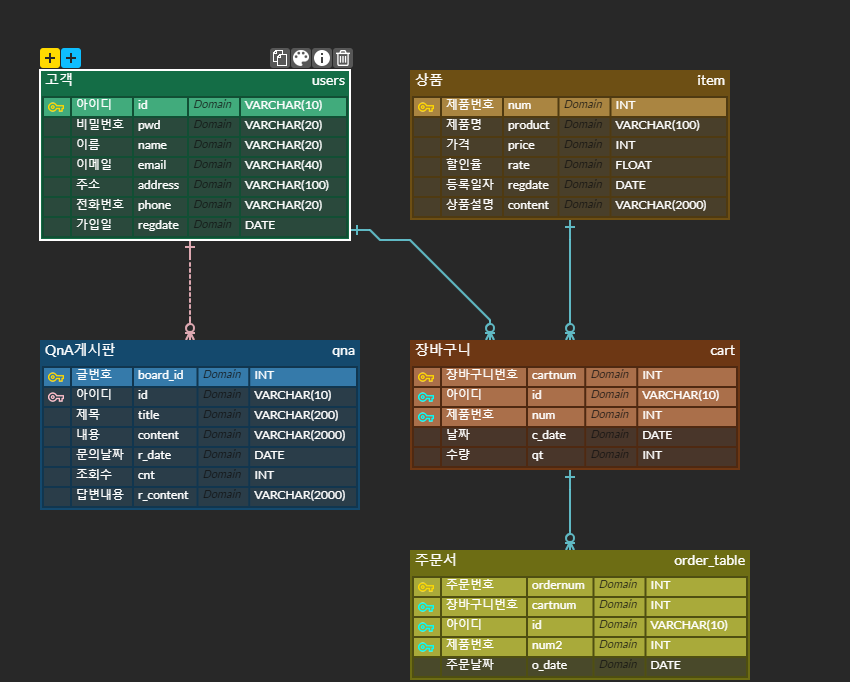 고객 users
아이디 id Domain VARCHAR(10)
비밀번호 pwd Domain VARCHAR(20)
이름 name Domain VARCHAR(20)
이메일 email Domain VARCHAR(40)
주소 address Domain VARCHAR(100)
전화번호 phone Domain VARCHAR(20)
가입일 regdate Domain DATE
상품 item
제품번호 num Domain INT
제품명 product Domain VARCHAR(100)
가격 price Domain INT
할인율 rate Domain FLOAT
등록일자 regdate Domain DATE
상품설명 content Domain VARCHAR(2000)
QnA게시판 qna
글번호 board_id Domain INT
아이디 id Domain VARCHAR(10)
제목 title Domain VARCHAR(200)
내용 content Domain VARCHAR(2000)
문의날짜 r_date Domain DATE
조회수 cnt Domain INT
답변내용 r_content Domain VARCHAR(2000)
장바구니 cart
장바구니번호 cartnum Domain INT
아이디 id Domain VARCHAR(10)
제품번호 num Domain INT
날짜 c_date Domain DATE
수량 qt Domain INT
주문서 order_table
주문번호 ordernum Domain INT
장바구니번호 cartnum Domain INT
아이디 id Domain VARCHAR(10)
제품번호 num2 Domain INT
주문날짜 o_date Domain DATE